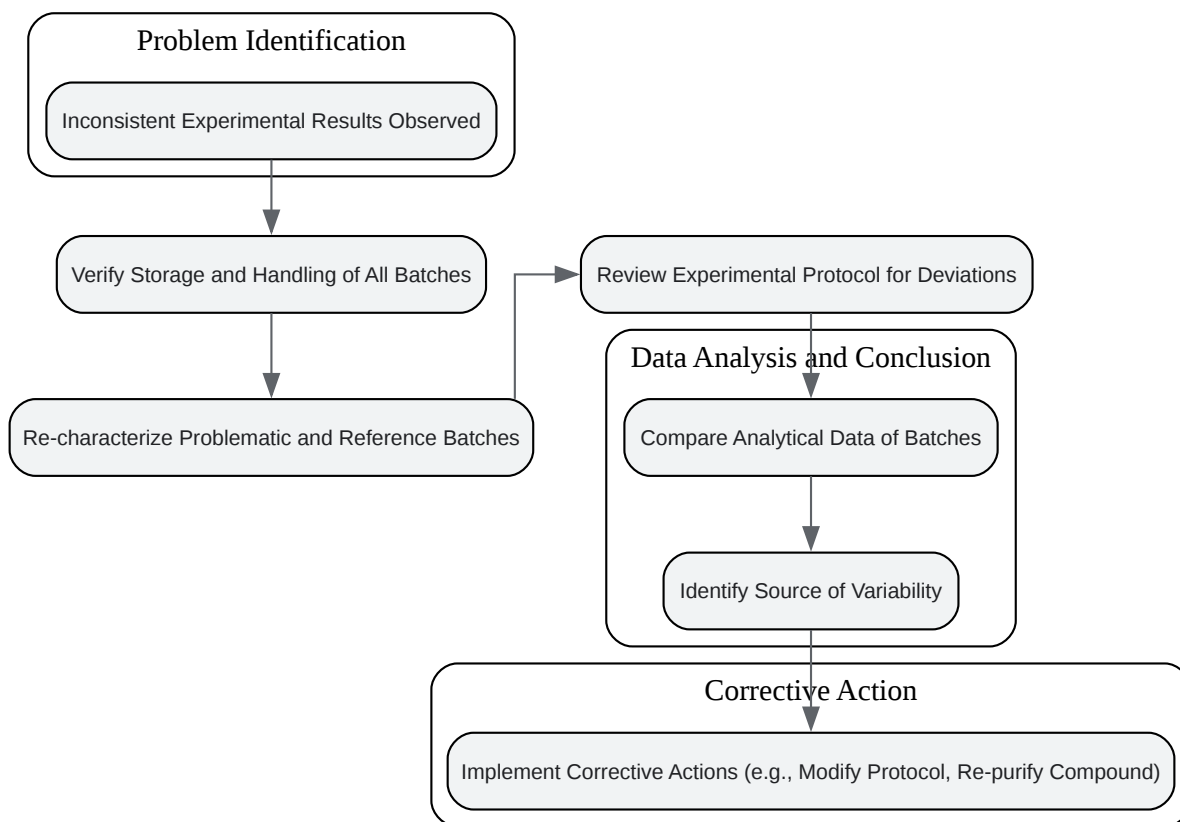 Problem Identification
Inconsistent Experimental Results Observed
Verify Storage and Handling of All Batches
Re-characterize Problematic and Reference Batches
Review Experimental Protocol for Deviations
Data Analysis and Conclusion
Compare Analytical Data of Batches
Identify Source of Variability
Corrective Action
Implement Corrective Actions (e.g., Modify Protocol, Re-purify Compound)